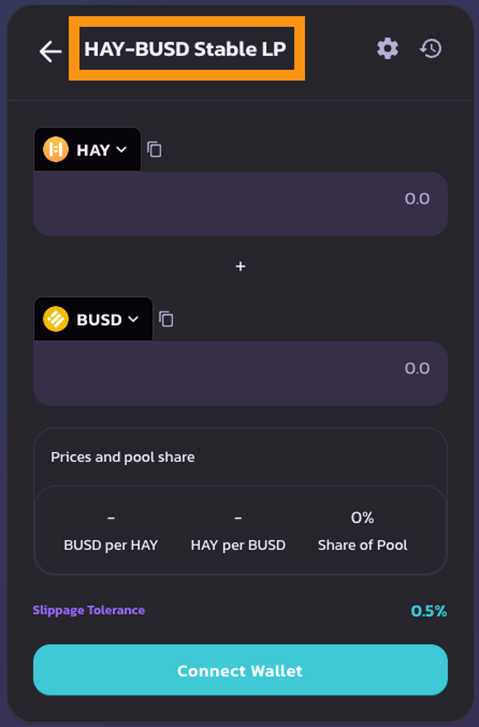 HAY-BUSD Stable LP
HAY
0.0
+
BUSD
0.0
Prices and pool share
- - 0%
BUSD per HAY HAY per BUSD Share of Pool
Slippage Tolerance 0.5%
Connect Wallet